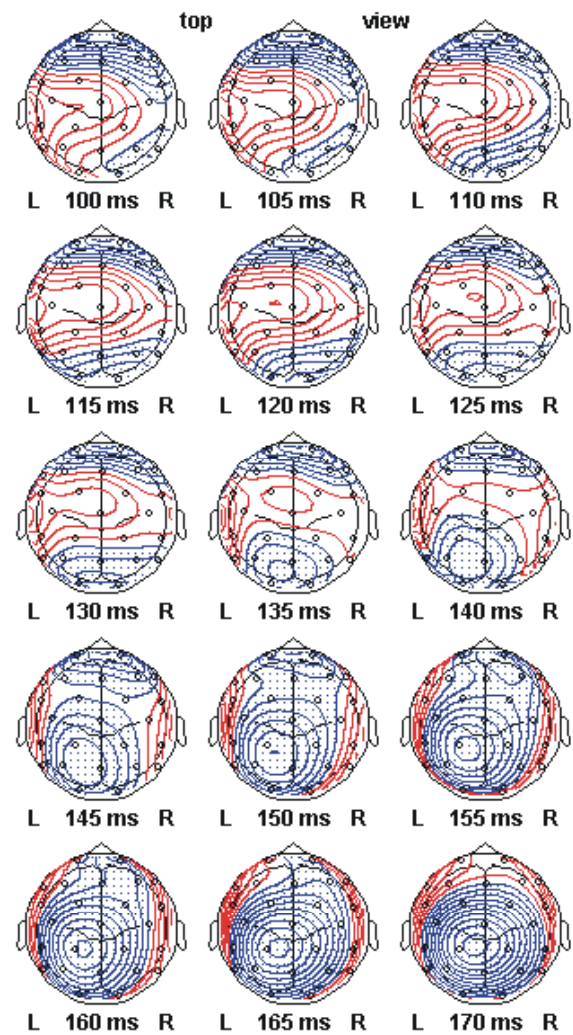 top view
L 100 ms R L 105 ms R L 110 ms R
L 115 ms R L 120 ms R L 125 ms R
L 130 ms R L 135 ms R L 140 ms R
L 145 ms R L 150 ms R L 155 ms R
L 160 ms R L 165 ms R L 170 ms R